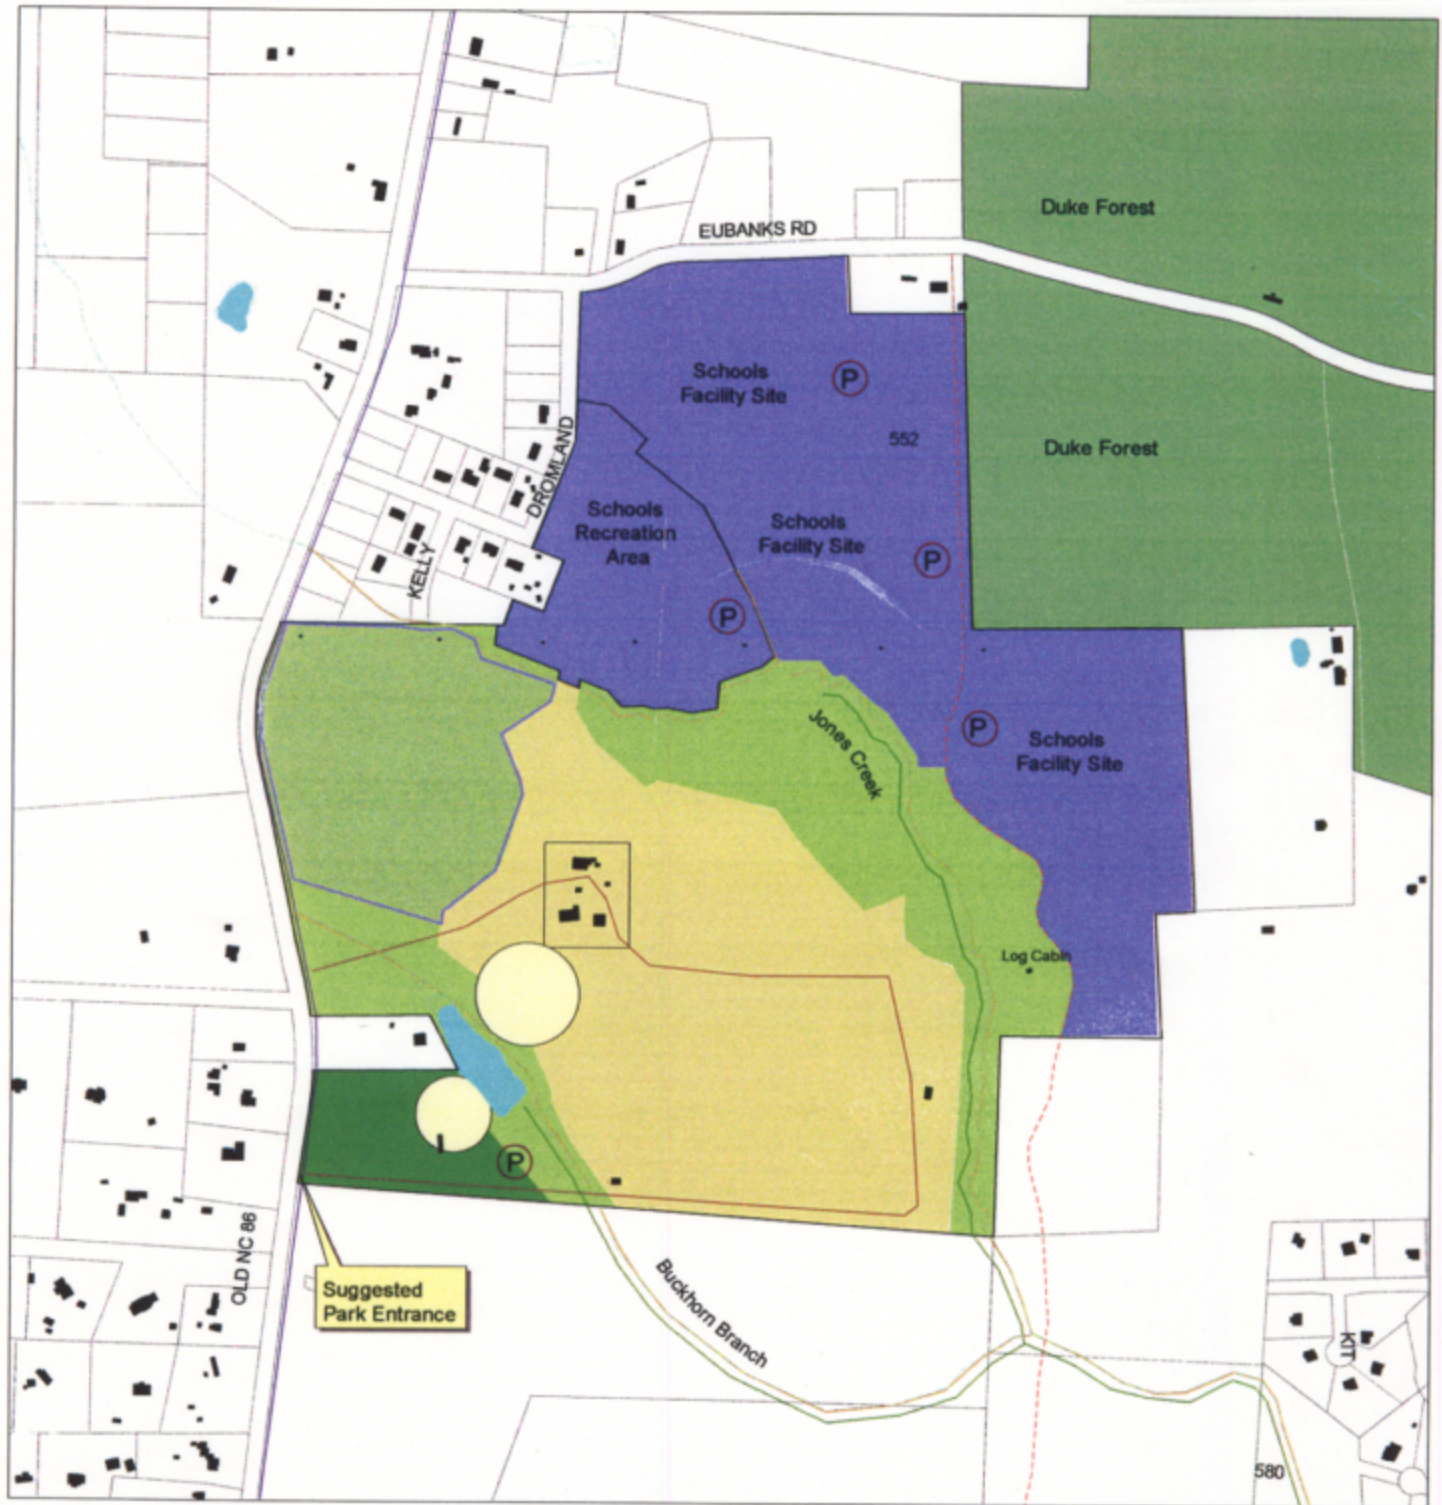 Duke Forest
EUBANKS RD
Schools
Facility Site
P
552
Duke Forest
DROMLAND
Schools
Recreation
Area
Schools
Facility Site
P
KELLY
P
Jones Creek
P
Schools
Facility Site
Log Cabin
P
OLD NC 86
Suggested
Park Entrance
Buckhorn Branch
KIT
580